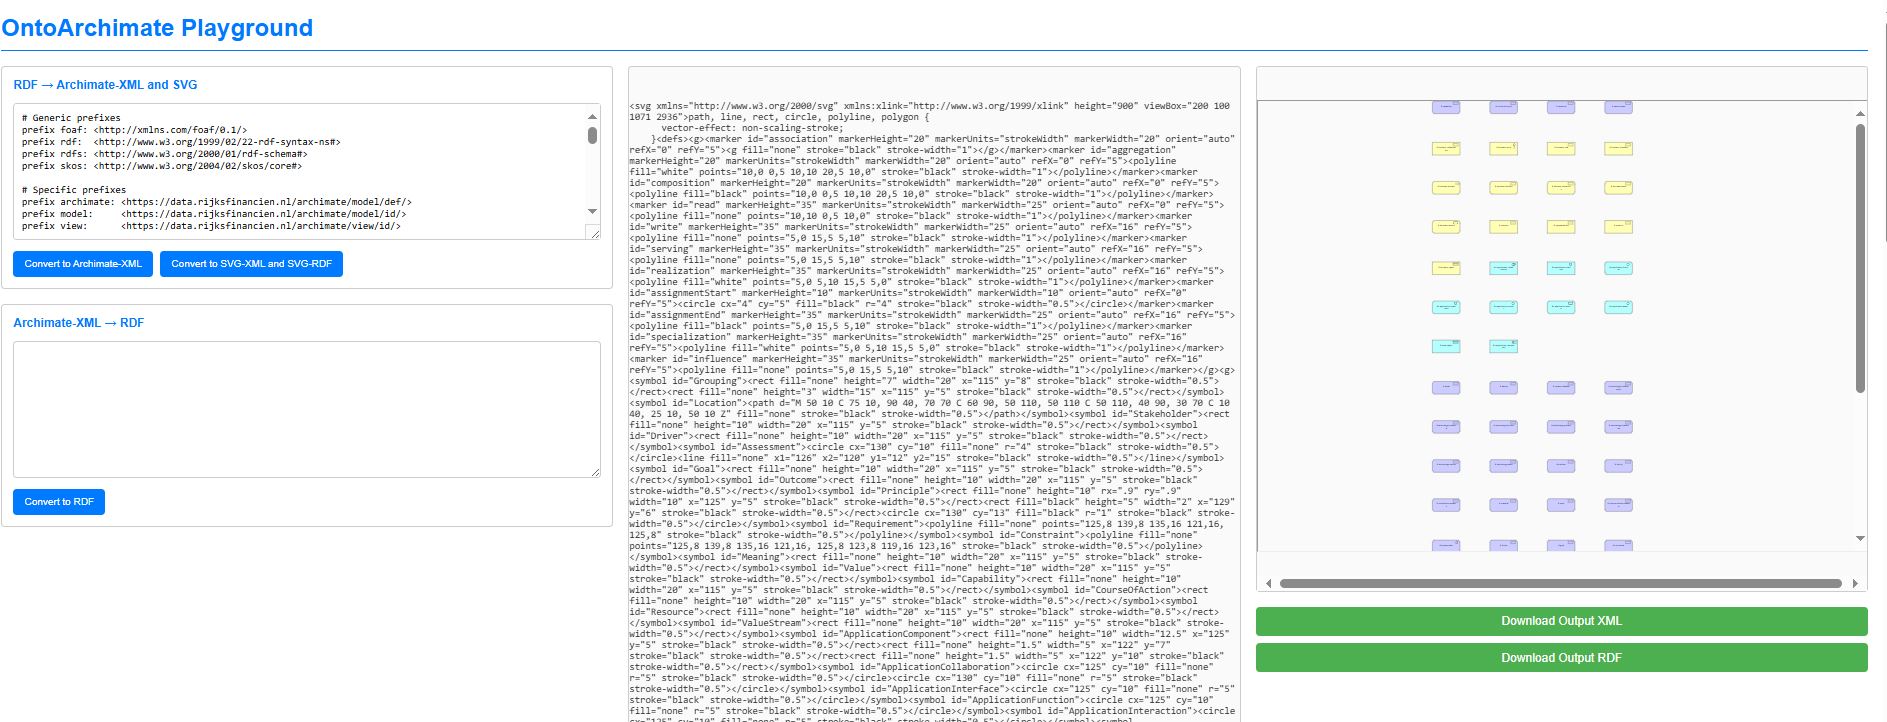 OntoArchimate Playground
RDF → Archimate-XML and SVG
# Generic prefixes
prefix foaf: <http://xmlns.com/foaf/0.1/>
prefix rdf:  <http://www.w3.org/1999/02/22-rdf-syntax-ns#>
prefix rdfs: <http://www.w3.org/2000/01/rdf-schema#>
prefix skos: <http://www.w3.org/2004/02/skos/core#>
# Specific prefixes
prefix archimate: <https://data.rijksfinancien.nl/archimate/model/def/>
prefix model:     <https://data.rijksfinancien.nl/archimate/model/id/>
prefix view:      <https://data.rijksfinancien.nl/archimate/view/id/>
Convert to Archimate-XML
Convert to SVG-XML and SVG-RDF
Archimate-XML → RDF
Convert to RDF
<svg xmlns="http://www.w3.org/2000/svg" xmlns:xlink="http://www.w3.org/1999/xlink" height="900" viewBox="200 100
1071 2936">path, line, rect, circle, polyline, polygon {
      vector-effect: non-scaling-stroke;
    }<defs><g><marker id="association" markerHeight="20" markerUnits="strokeWidth" markerWidth="20" orient="auto"
refX="0" refY="5"><g fill="none" stroke="black" stroke-width="1"></g></marker><marker id="aggregation"
markerHeight="20" markerUnits="strokeWidth" markerWidth="20" orient="auto" refX="0" refY="5"><polyline
fill="white" points="10,0 0,5 10,10 20,5 10,0" stroke="black" stroke-width="1"></polyline></marker><marker
id="composition" markerHeight="20" markerUnits="strokeWidth" markerWidth="20" orient="auto" refX="0" refY="5">
<polyline fill="black" points="10,0 0,5 10,10 20,5 10,0" stroke="black" stroke-width="1"></polyline></marker>
<marker id="read" markerHeight="35" markerUnits="strokeWidth" markerWidth="25" orient="auto" refX="0" refY="5">
<polyline fill="none" points="10,10 0,5 10,0" stroke="black" stroke-width="1"></polyline></marker><marker
id="write" markerHeight="35" markerUnits="strokeWidth" markerWidth="25" orient="auto" refX="16" refY="5">
<polyline fill="none" points="5,0 15,5 5,10" stroke="black" stroke-width="1"></polyline></marker><marker
id="serving" markerHeight="35" markerUnits="strokeWidth" markerWidth="25" orient="auto" refX="16" refY="5">
<polyline fill="none" points="5,0 15,5 5,10" stroke="black" stroke-width="1"></polyline></marker><marker
id="realization" markerHeight="35" markerUnits="strokeWidth" markerWidth="25" orient="auto" refX="16" refY="5">
<polyline fill="white" points="5,0 5,10 15,5 5,0" stroke="black" stroke-width="1"></polyline></marker><marker
id="assignmentStart" markerHeight="10" markerUnits="strokeWidth" markerWidth="10" orient="auto" refX="0"
refY="5"><circle cx="4" cy="5" fill="black" r="4" stroke="black" stroke-width="0.5"></circle></marker><marker
id="assignmentEnd" markerHeight="35" markerUnits="strokeWidth" markerWidth="25" orient="auto" refX="16" refY="5">
<polyline fill="black" points="5,0 15,5 5,10" stroke="black" stroke-width="1"></polyline></marker><marker
id="specialization" markerHeight="35" markerUnits="strokeWidth" markerWidth="25" orient="auto" refX="16"
refY="5"><polyline fill="white" points="5,0 5,10 15,5 5,0" stroke="black" stroke-width="1"></polyline></marker>
<marker id="influence" markerHeight="35" markerUnits="strokeWidth" markerWidth="25" orient="auto" refX="16"
refY="5"><polyline fill="none" points="5,0 15,5 5,10" stroke="black" stroke-width="1"></polyline></marker></g><g>
<symbol id="Grouping"><rect fill="none" height="7" width="20" x="115" y="8" stroke="black" stroke-width="0.5">
</rect><rect fill="none" height="3" width="15" x="115" y="5" stroke="black" stroke-width="0.5"></rect></symbol>
<symbol id="Location"><path d="M 50 10 C 75 10, 90 40, 70 70 C 60 90, 50 110, 50 110 C 50 110, 40 90, 30 70 C 10
40, 25 10, 50 10 Z" fill="none" stroke="black" stroke-width="0.5"></path></symbol><symbol id="Stakeholder"><rect
fill="none" height="10" width="20" x="115" y="5" stroke="black" stroke-width="0.5"></rect></symbol><symbol
id="Driver"><rect fill="none" height="10" width="20" x="115" y="5" stroke="black" stroke-width="0.5"></rect>
</symbol><symbol id="Assessment"><circle cx="130" cy="10" fill="none" r="4" stroke="black" stroke-width="0.5">
</circle><line fill="none" x1="126" x2="120" y1="12" y2="15" stroke="black" stroke-width="0.5"></line></symbol>
<symbol id="Goal"><rect fill="none" height="10" width="20" x="115" y="5" stroke="black" stroke-width="0.5">
</rect></symbol><symbol id="Outcome"><rect fill="none" height="10" width="20" x="115" y="5" stroke="black"
stroke-width="0.5"></rect></symbol><symbol id="Principle"><rect fill="none" height="10" rx=".9" ry=".9"
width="10" x="125" y="5" stroke="black" stroke-width="0.5"></rect><rect fill="black" height="5" width="2" x="129"
y="6" stroke="black" stroke-width="0.5"></rect><circle cx="130" cy="13" fill="black" r="1" stroke="black" stroke-
width="0.5"></circle></symbol><symbol id="Requirement"><polyline fill="none" points="125,8 139,8 135,16 121,16,
125,8" stroke="black" stroke-width="0.5"></polyline></symbol><symbol id="Constraint"><polyline fill="none"
points="125,8 139,8 135,16 121,16, 125,8 123,8 119,16 123,16" stroke="black" stroke-width="0.5"></polyline>
</symbol><symbol id="Meaning"><rect fill="none" height="10" width="20" x="115" y="5" stroke="black" stroke-
width="0.5"></rect></symbol><symbol id="Value"><rect fill="none" height="10" width="20" x="115" y="5"
stroke="black" stroke-width="0.5"></rect></symbol><symbol id="Capability"><rect fill="none" height="10"
width="20" x="115" y="5" stroke="black" stroke-width="0.5"></rect></symbol><symbol id="CourseOfAction"><rect
fill="none" height="10" width="20" x="115" y="5" stroke="black" stroke-width="0.5"></rect></symbol><symbol
id="Resource"><rect fill="none" height="10" width="20" x="115" y="5" stroke="black" stroke-width="0.5"></rect>
</symbol><symbol id="ValueStream"><rect fill="none" height="10" width="20" x="115" y="5" stroke="black" stroke-
width="0.5"></rect></symbol><symbol id="ApplicationComponent"><rect fill="none" height="10" width="12.5" x="125"
y="5" stroke="black" stroke-width="0.5"></rect><rect fill="none" height="1.5" width="5" x="122" y="7"
stroke="black" stroke-width="0.5"></rect><rect fill="none" height="1.5" width="5" x="122" y="10" stroke="black"
stroke-width="0.5"></rect></symbol><symbol id="ApplicationCollaboration"><circle cx="125" cy="10" fill="none"
r="5" stroke="black" stroke-width="0.5"></circle><circle cx="130" cy="10" fill="none" r="5" stroke="black"
stroke-width="0.5"></circle></symbol><symbol id="ApplicationInterface"><circle cx="125" cy="10" fill="none" r="5"
stroke="black" stroke-width="0.5"></circle></symbol><symbol id="ApplicationFunction"><circle cx="125" cy="10"
fill="none" r="5" stroke="black" stroke-width="0.5"></circle></symbol><symbol id="ApplicationInteraction"><circle
Download Output XML
Download Output RDF